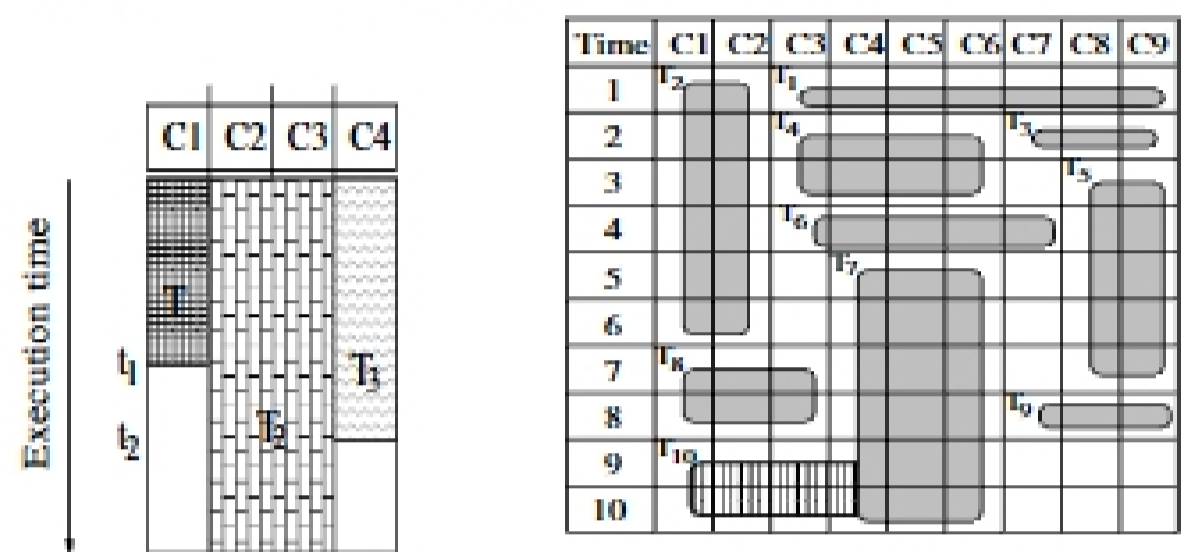 C1 C2 C3 C4
Execution time
T
t1
T3
T2
t2
Time C1 C2 C3 C4 C5 C6 C7 C8 C9
1 T2 T1
2 T4 T3
3 T5
4 T6
5 T7
6
7 T8
8 T9
9 T10
10